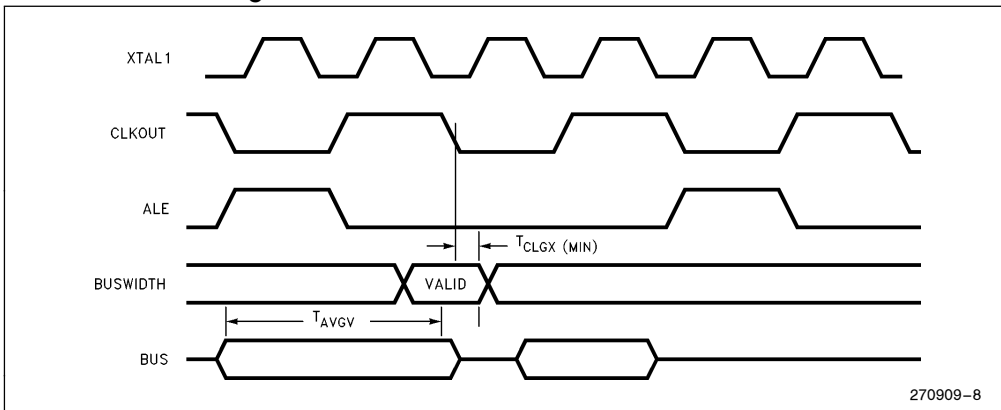 XTAL1
CLKOUT
ALE
TCLGX (MIN)
BUSWIDTH
VALID
TAVGV
BUS
270909–8